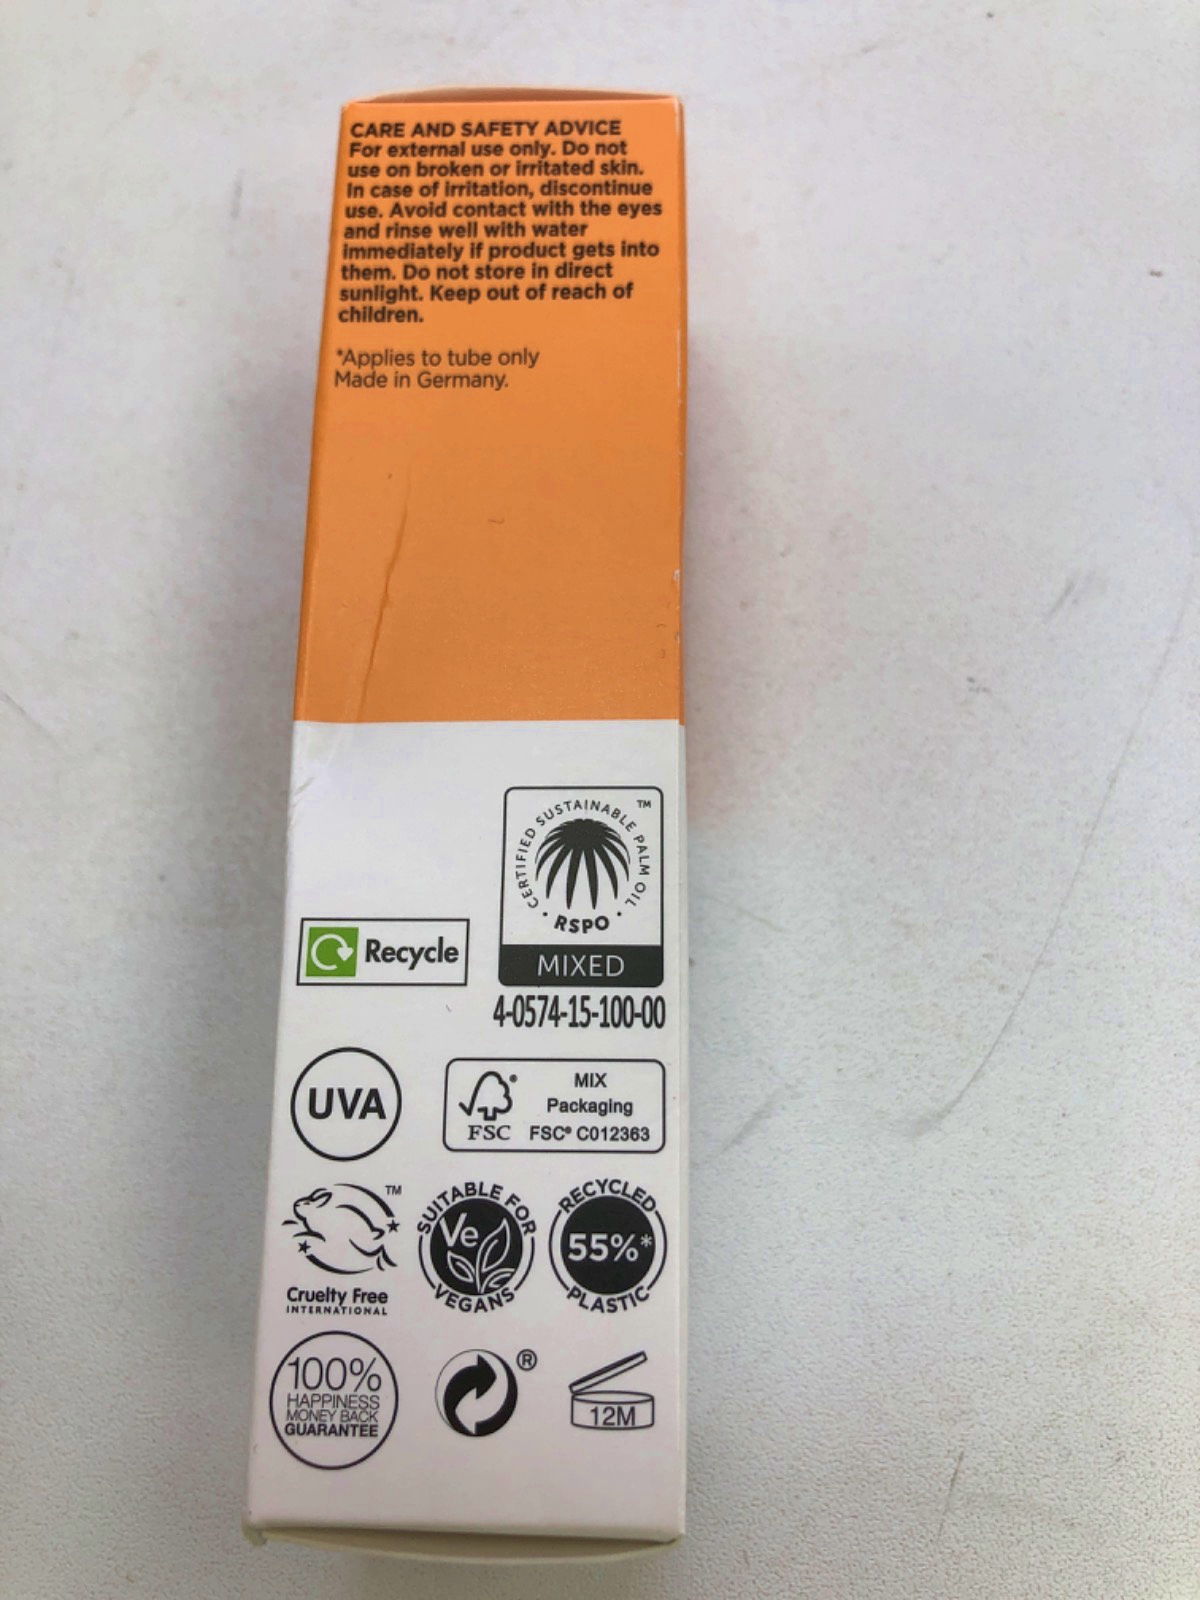 CARE AND SAFETY ADVICE
For external use only. Do not
use on broken or irritated skin.
In case of irritation, discontinue
use. Avoid contact with the eyes
and rinse well with water
immediately if product gets into
them. Do not store in direct
sunlight. Keep out of reach of
children.
*Applies to tube only
Made in Germany.
CERTIFIED SUSTAINABLE PALM OIL ™
· RSPO ·
MIXED
4-0574-15-100-00
Recycle
UVA
MIX
Packaging
FSC® C012363
® FSC
™
Cruelty Free
INTERNATIONAL
SUITABLE FOR
Ve
VEGANS
RECYCLED
55%*
PLASTIC
100%
HAPPINESS
MONEY BACK
GUARANTEE
®
12M